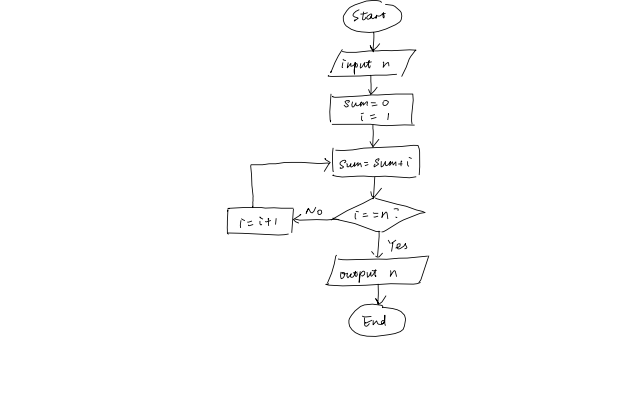 Start
input n
sum = 0
i = 1
sum = sum + i
i == n ?
No
i = i + 1
Yes
output n
End